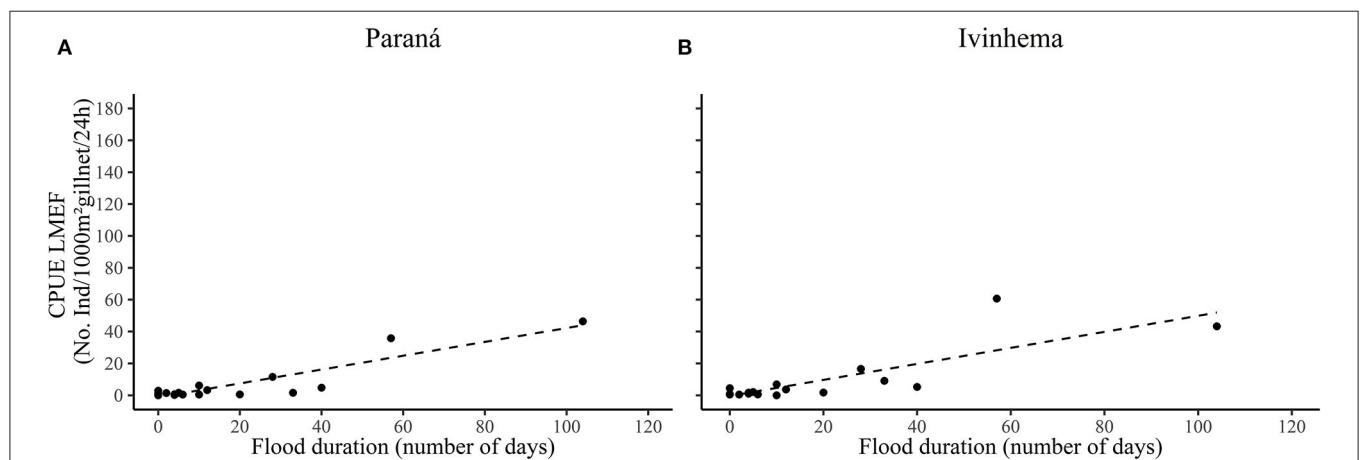 A
Paraná
B
Ivinhema
CPUE LMEF
(No. Ind/1000m²gillnet/24h)
180
160
140
120
100
80
60
40
20
0
0 20 40 60 80 100 120
0 20 40 60 80 100 120
Flood duration (number of days)
Flood duration (number of days)